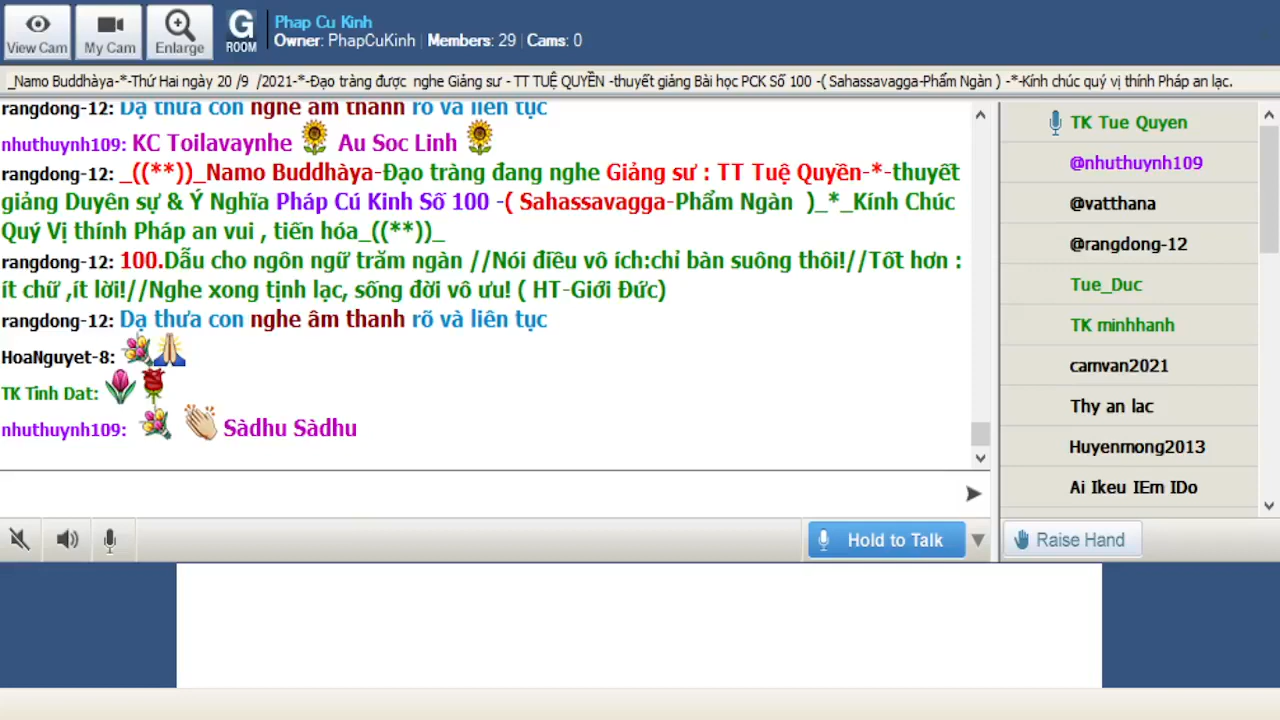 View Cam
My Cam
Enlarge
G
ROOM
Phap Cu Kinh
Owner: PhapCuKinh | Members: 29 | Cams: 0
_Namo Buddhàya-*-Thứ Hai ngày 20 /9 /2021-*-Đạo tràng được nghe Giảng sư - TT TUỆ QUYỀN -thuyết giảng Bài học PCK Số 100 -( Sahassavagga-Phẩm Ngàn ) -*-Kính chúc quý vị thính Pháp an lạc.
rangdong-12: Dạ thưa con nghe âm thanh rõ và liên tục
nhuthuynh109: KC Toilavaynhe Au Soc Linh
rangdong-12: _((**))_Namo Buddhàya-Đạo tràng đang nghe Giảng sư : TT Tuệ Quyền-*-thuyết
giảng Duyên sự & Ý Nghĩa Pháp Cú Kinh Số 100 -( Sahassavagga-Phẩm Ngàn )_*_Kính Chúc
Quý Vị thính Pháp an vui , tiến hóa_((**))_
rangdong-12: 100.Dẫu cho ngôn ngữ trăm ngàn //Nói điều vô ích:chỉ bàn suông thôi!//Tốt hơn :
ít chữ ,ít lời!//Nghe xong tịnh lạc, sống đời vô ưu! ( HT-Giới Đức)
rangdong-12: Dạ thưa con nghe âm thanh rõ và liên tục
HoaNguyet-8:
TK Tinh Dat:
nhuthuynh109: Sàdhu Sàdhu
Hold to Talk
TK Tue Quyen
@nhuthuynh109
@vatthana
@rangdong-12
Tue_Duc
TK minhhanh
camvan2021
Thy an lac
Huyenmong2013
Ai Ikeu IEm IDo
Raise Hand